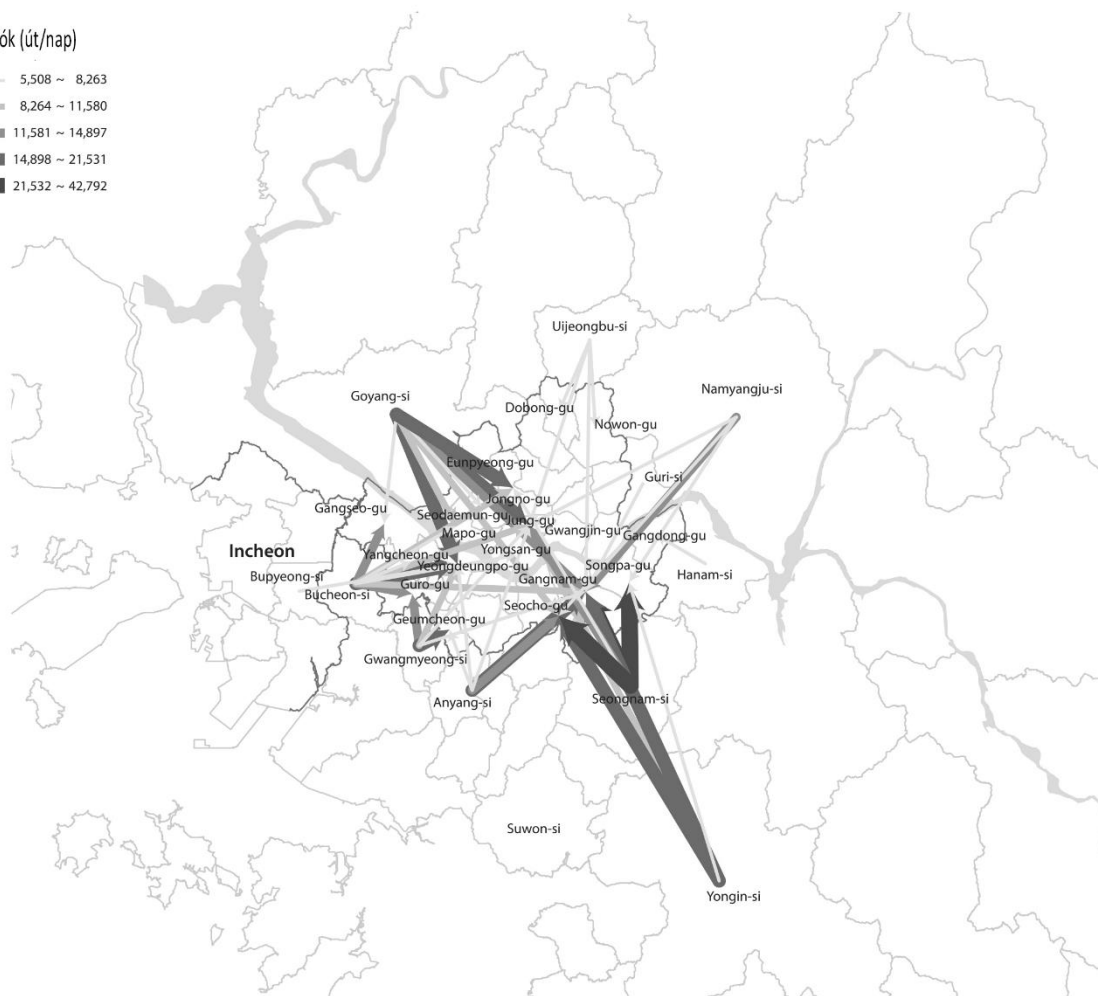 ók (út/nap)
5,508 ~ 8,263
8,264 ~ 11,580
11,581 ~ 14,897
14,898 ~ 21,531
21,532 ~ 42,792
Uijeongbu-si
Namyangju-si
Goyang-si
Dobong-gu
Nowon-gu
Eunpyeong-gu
Guri-si
Jongno-gu
Gangseo-gu
Seodaemun-gu
Jung-gu
Mapo-gu
Gwangjin-gu
Gangdong-gu
Incheon
Yangcheon-gu
Yongsan-gu
Yeongdeungpo-gu
Songpa-gu
Bupyeong-si
Gangnam-gu
Hanam-si
Bucheon-si
Guro-gu
Seocho-gu
Geumcheon-gu
Gwangmyeong-si
Anyang-si
Seongnam-si
Suwon-si
Yongin-si